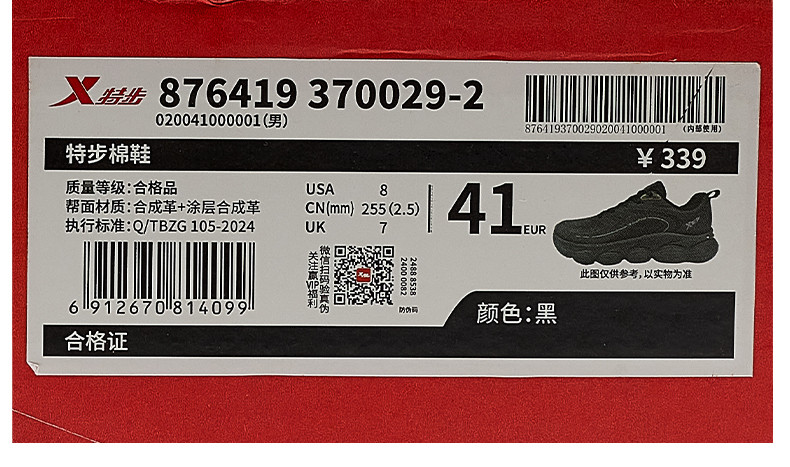 特步 876419 370029-2
020041000001(男)
876419370029020041000001 (内部使用)
特步棉鞋 ¥339
质量等级:合格品
帮面材质:合成革+涂层合成革
执行标准:Q/TBZG 105-2024
6 912670 814099
USA 8
CN(mm) 255(2.5)
UK 7
微信扫码验真伪
关注赢VIP福利
2488 8538
2400 0082
防伪码
41 EUR
此图仅供参考,以实物为准
颜色:黑
合格证